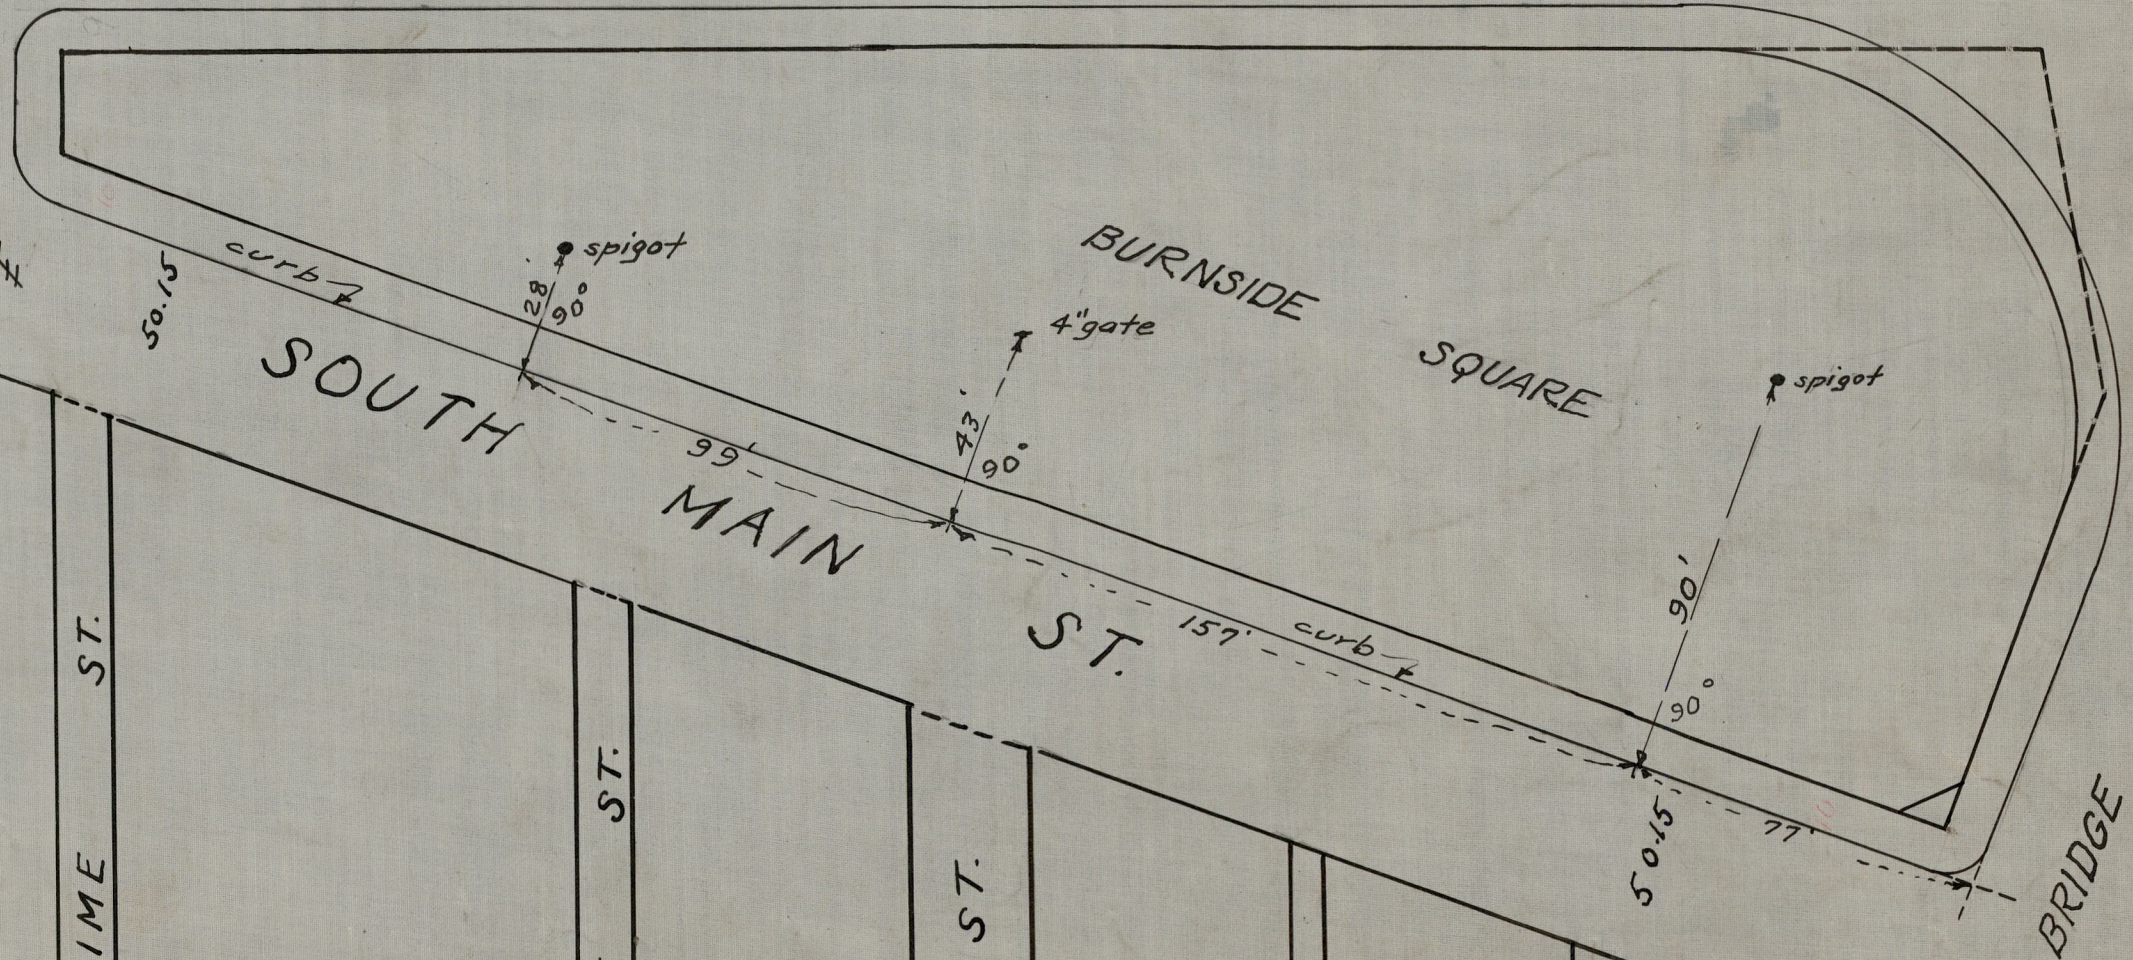 BURNSIDE SQUARE
spigot
28
90°
curb
50.15
4"gate
43'
90°
spigot
90'
90°
SOUTH MAIN ST.
99'
157'
curb
50.15
77'
BRIDGE
IME ST.
ST.
ST.